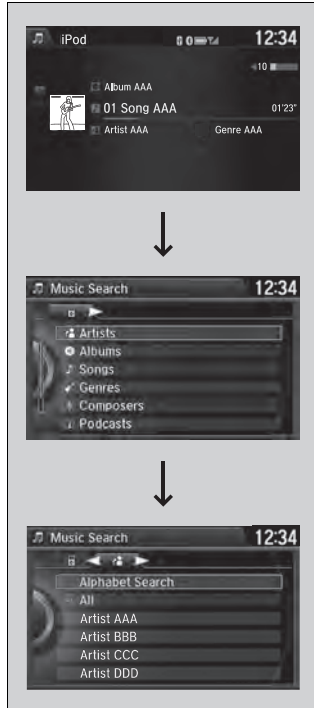 iPod 12:34
10
Album AAA
01 Song AAA 01'23"
Artist AAA Genre AAA
Music Search 12:34
Artists
Albums
Songs
Genres
Composers
Podcasts
Music Search 12:34
Alphabet Search
All
Artist AAA
Artist BBB
Artist CCC
Artist DDD